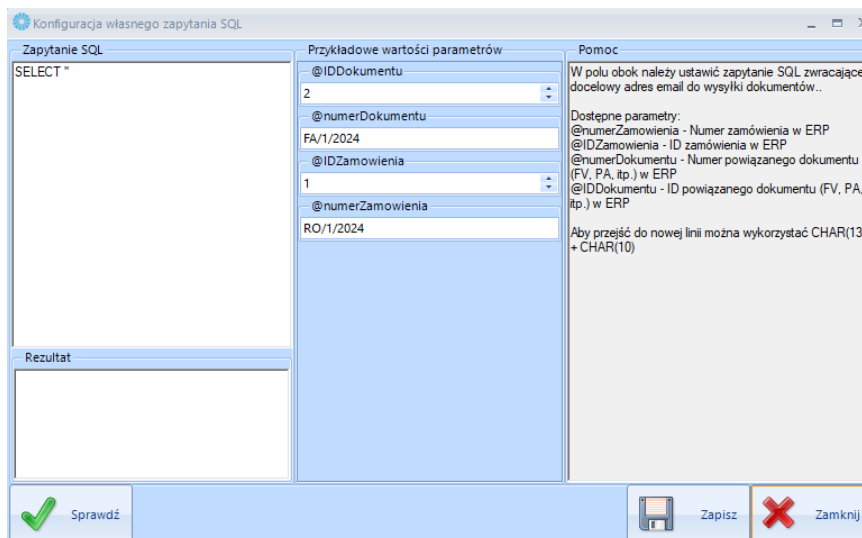 Konfiguracja własnego zapytania SQL
Zapytanie SQL
SELECT ''
Rezultat
Sprawdź
Przykładowe wartości parametrów
@IDDokumentu
2
@numerDokumentu
FA/1/2024
@IDZamowienia
1
@numerZamowienia
RO/1/2024
Pomoc
W polu obok należy ustawić zapytanie SQL zwracające
docelowy adres email do wysyłki dokumentów..
Dostępne parametry:
@numerZamowienia - Numer zamówienia w ERP
@IDZamowienia - ID zamówienia w ERP
@numerDokumentu - Numer powiązanego dokumentu
(FV, PA, itp.) w ERP
@IDDokumentu - ID powiązanego dokumentu (FV, PA,
itp.) w ERP
Aby przejść do nowej linii można wykorzystać CHAR(13
+ CHAR(10)
Zapisz
Zamknij